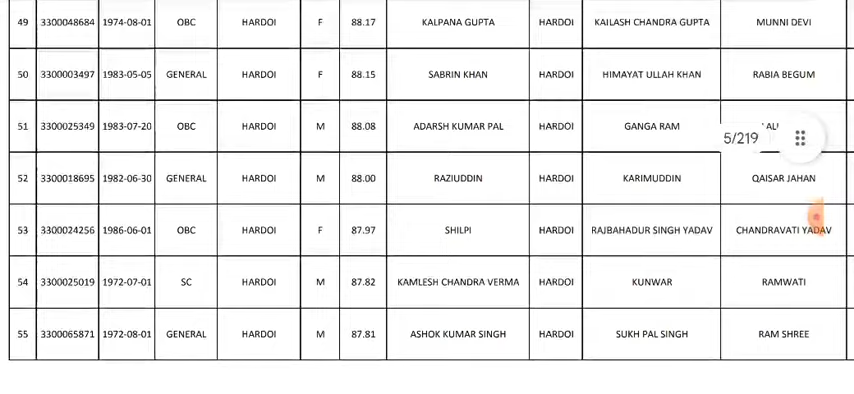 49 3300048684 1974-08-01 OBC HARDOI F 88.17 KALPANA GUPTA HARDOI KAILASH CHANDRA GUPTA MUNNI DEVI
50 3300003497 1983-05-05 GENERAL HARDOI F 88.15 SABRIN KHAN HARDOI HIMAYAT ULLAH KHAN RABIA BEGUM
51 3300025349 1983-07-20 OBC HARDOI M 88.08 ADARSH KUMAR PAL HARDOI GANGA RAM
5/219
52 3300018695 1982-06-30 GENERAL HARDOI M 88.00 RAZIUDDIN HARDOI KARIMUDDIN QAISAR JAHAN
53 3300024256 1986-06-01 OBC HARDOI F 87.97 SHILPI HARDOI RAJBAHADUR SINGH YADAV CHANDRAVATI YADAV
54 3300025019 1972-07-01 SC HARDOI M 87.82 KAMLESH CHANDRA VERMA HARDOI KUNWAR RAMWATI
55 3300065871 1972-08-01 GENERAL HARDOI M 87.81 ASHOK KUMAR SINGH HARDOI SUKH PAL SINGH RAM SHREE